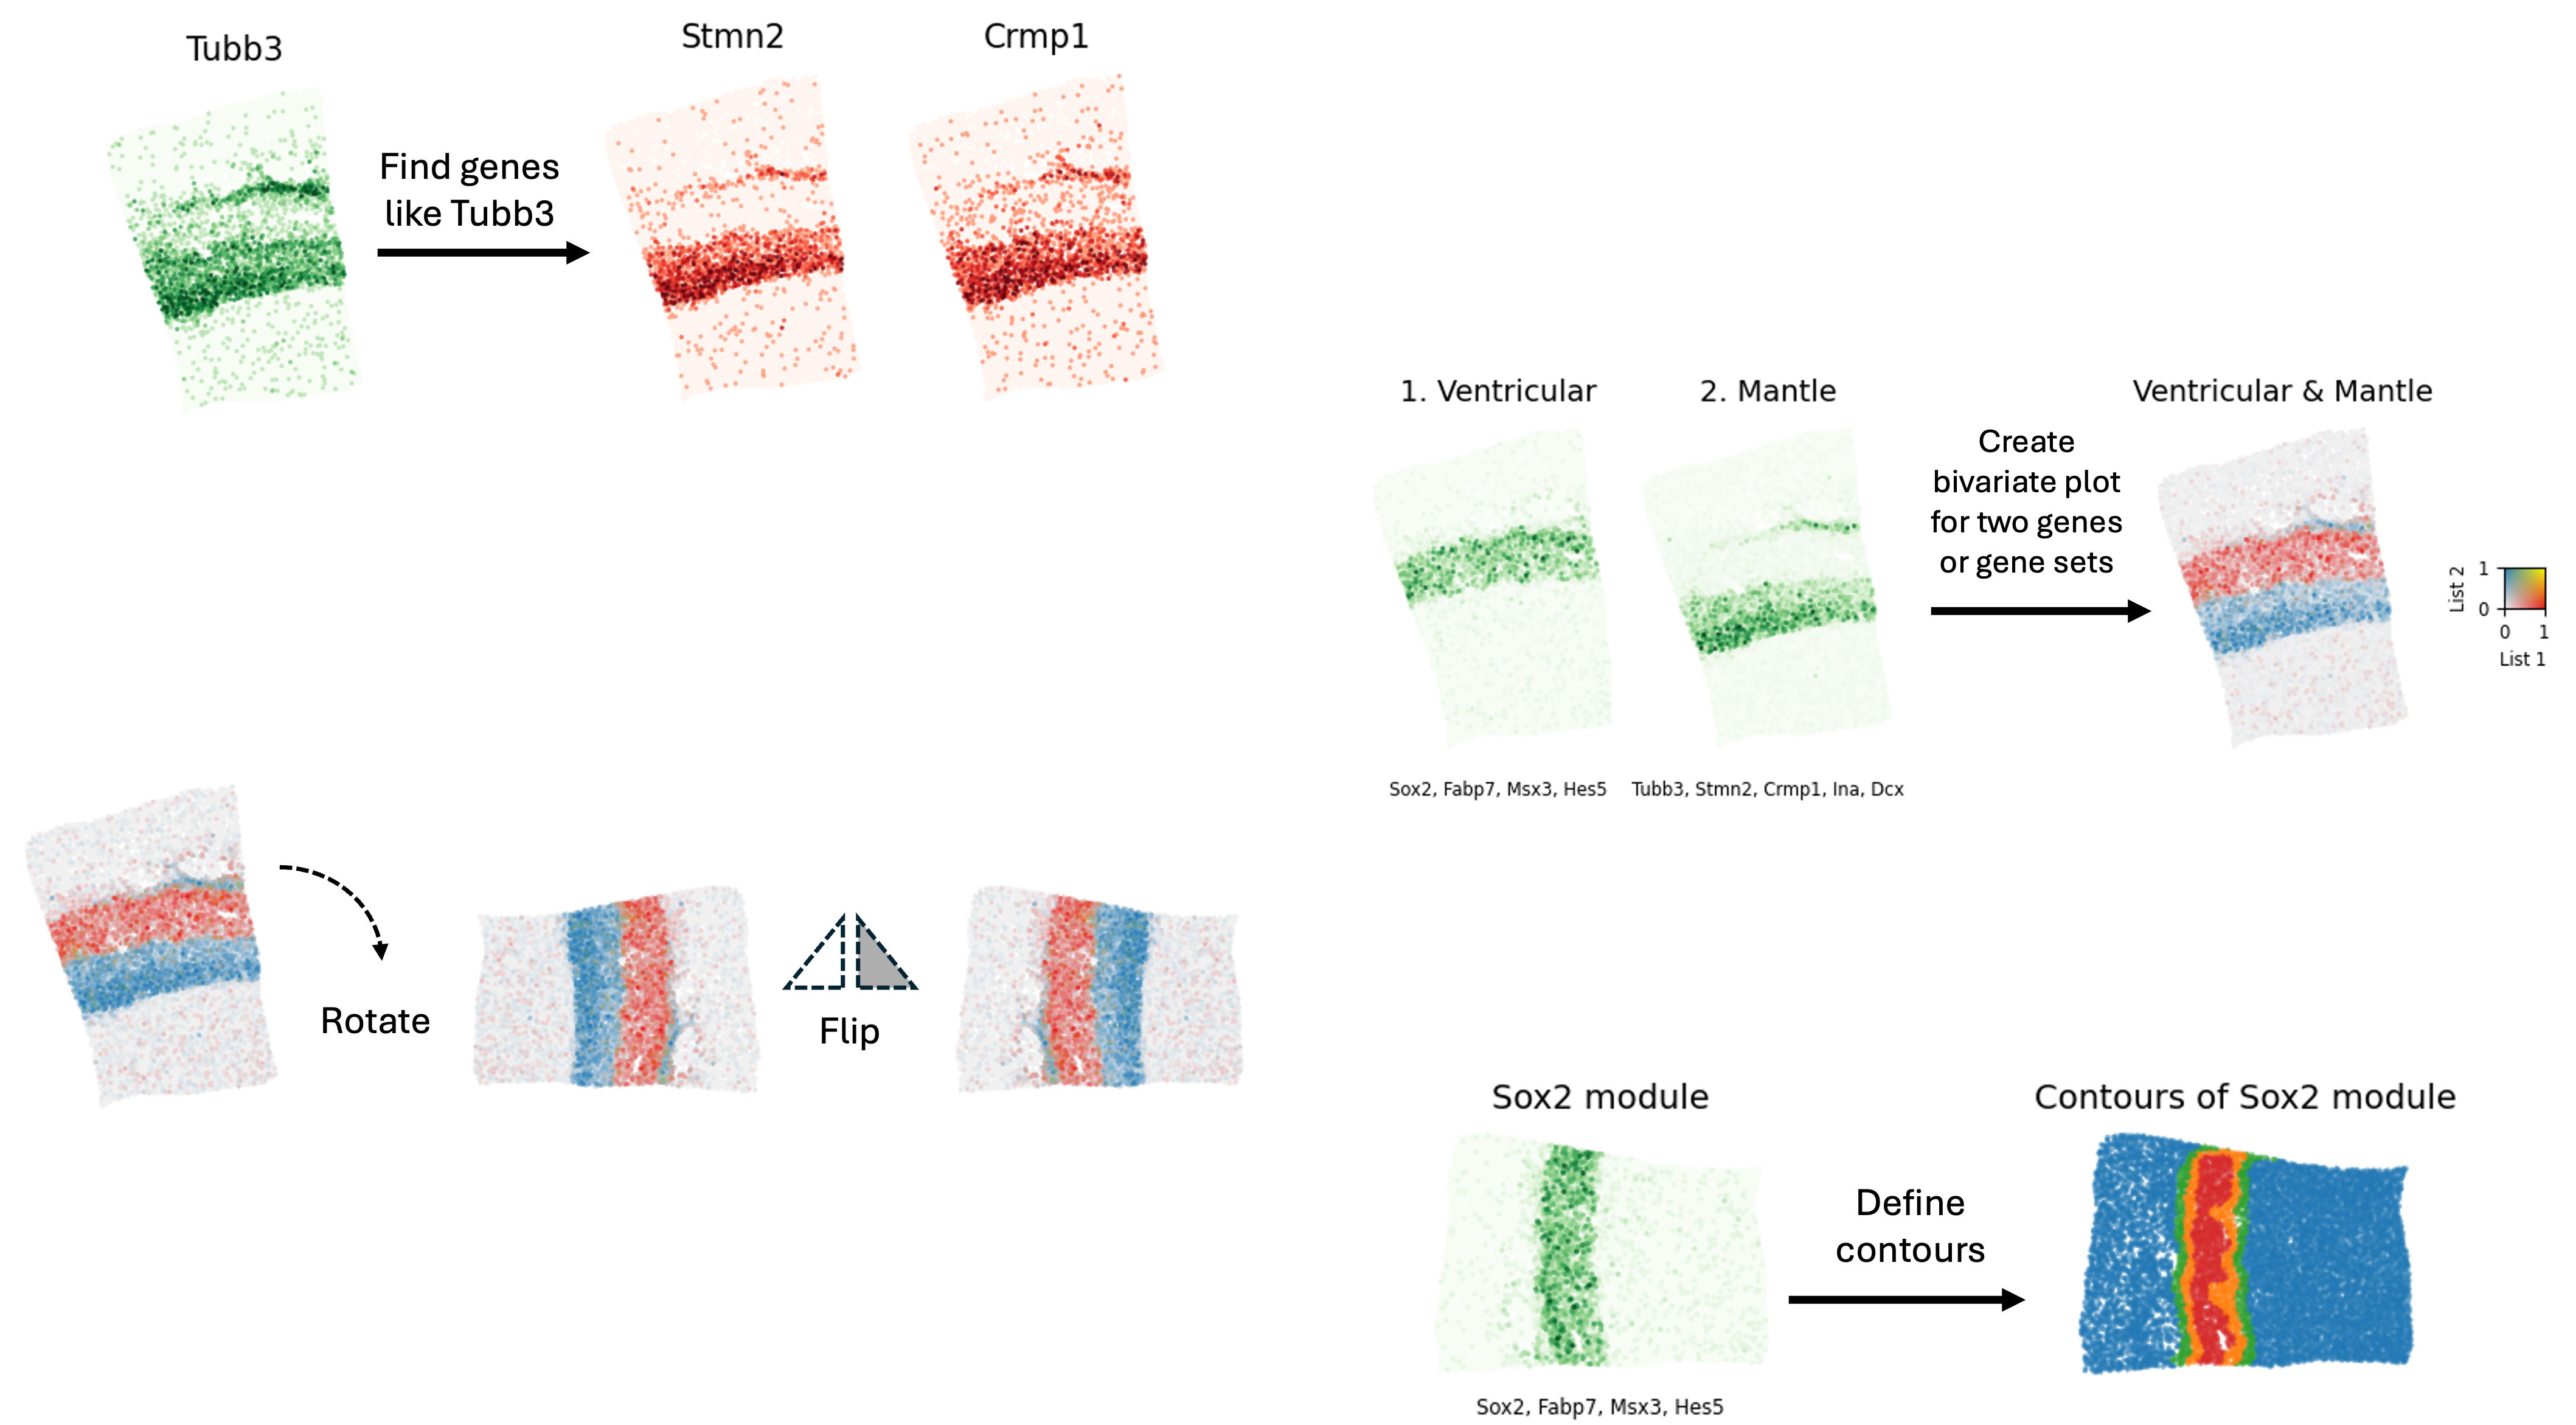 Tubb3
Stmn2
Crmp1
Find genes
like Tubb3
1. Ventricular
2. Mantle
Ventricular & Mantle
Create
bivariate plot
for two genes
or gene sets
List 2
1
0
0 1
List 1
Sox2, Fabp7, Msx3, Hes5
Tubb3, Stmn2, Crmp1, Ina, Dcx
Rotate
Flip
Sox2 module
Contours of Sox2 module
Define
contours
Sox2, Fabp7, Msx3, Hes5